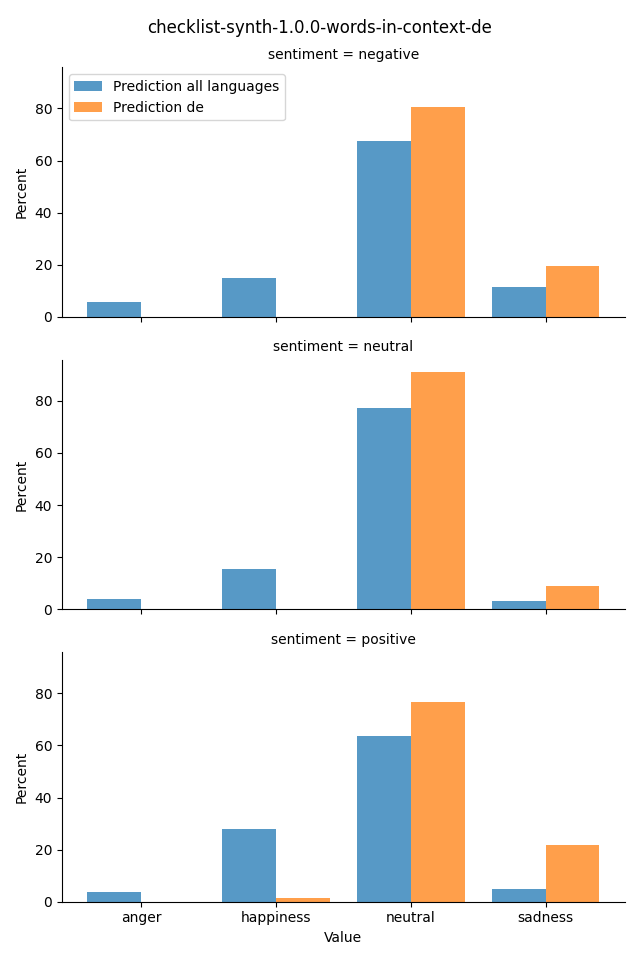 checklist-synth-1.0.0-words-in-context-de
sentiment = negative
Prediction all languages
Prediction de
80
60
40
20
0
Percent
sentiment = neutral
80
60
40
20
0
Percent
sentiment = positive
80
60
40
20
0
Percent
anger happiness neutral sadness
Value